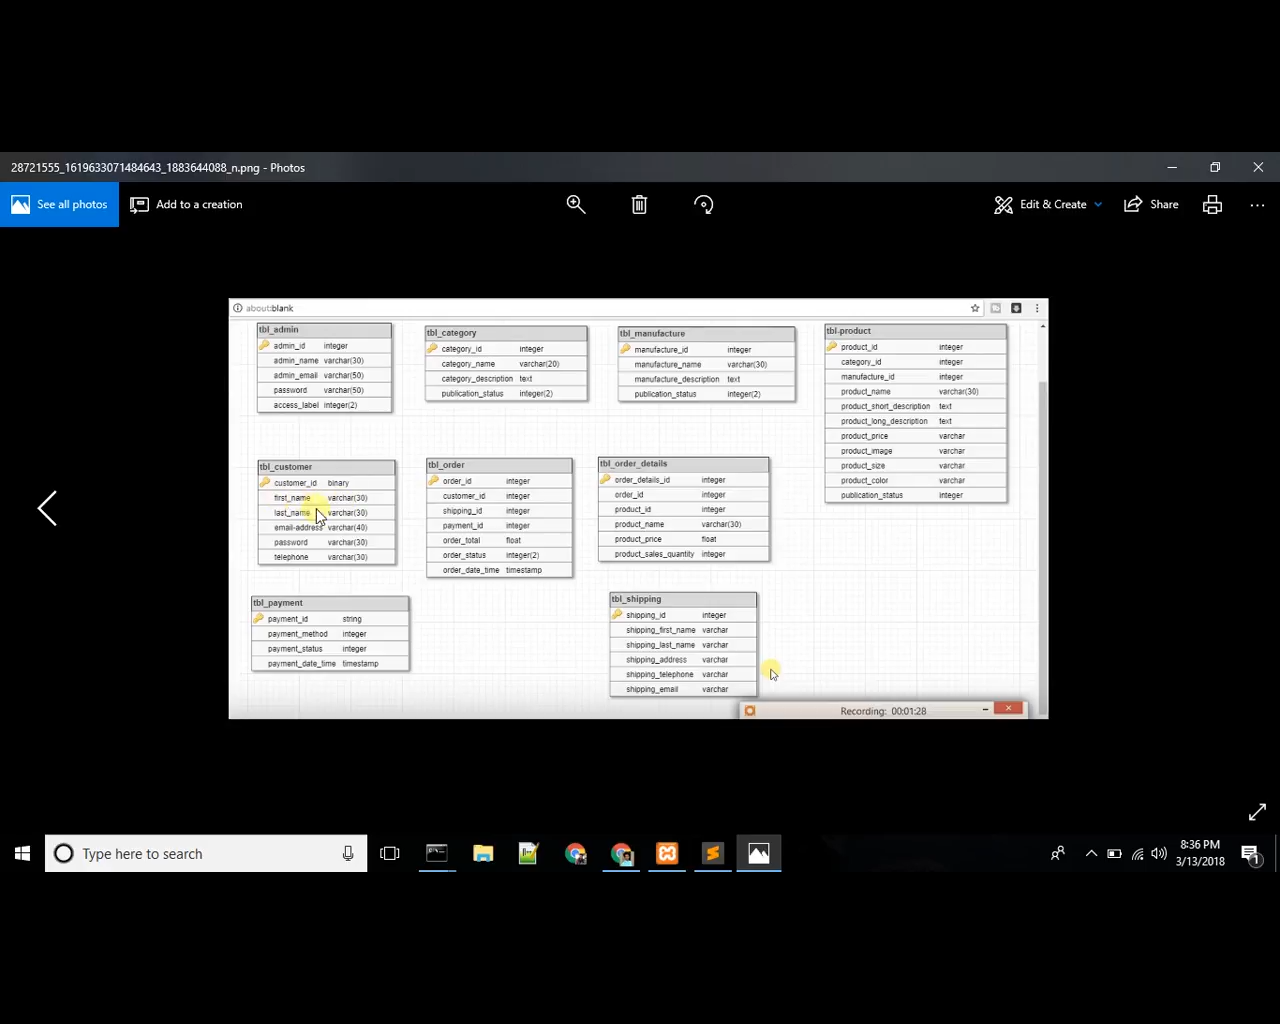 28721555_1619633071484643_1883644088_n.png - Photos
See all photos
Add to a creation
Edit & Create
Share
about:blank
tbl_admin
admin_id integer
admin_name varchar(30)
admin_email varchar(50)
password varchar(50)
access_label integer(2)
tbl_category
category_id integer
category_name varchar(20)
category_description text
publication_status integer(2)
tbl_manufacture
manufacture_id integer
manufacture_name varchar(30)
manufacture_description text
publication_status integer(2)
tbl-product
product_id integer
category_id integer
manufacture_id integer
product_name varchar(30)
product_short_description text
product_long_description text
product_price varchar
product_image varchar
product_size varchar
product_color varchar
publication_status integer
tbl_customer
customer_id binary
first_name varchar(30)
last_name varchar(30)
email-address varchar(40)
password varchar(30)
telephone varchar(30)
tbl_order
order_id integer
customer_id integer
shipping_id integer
payment_id integer
order_total float
order_status integer(2)
order_date_time timestamp
tbl_order_details
order_details_id integer
order_id integer
product_id integer
product_name varchar(30)
product_price float
product_sales_quantity integer
tbl_payment
payment_id string
payment_method integer
payment_status integer
payment_date_time timestamp
tbl_shipping
shipping_id integer
shipping_first_name varchar
shipping_last_name varchar
shipping_address varchar
shipping_telephone varchar
shipping_email varchar
Recording: 00:01:28
Type here to search
8:36 PM
3/13/2018
1